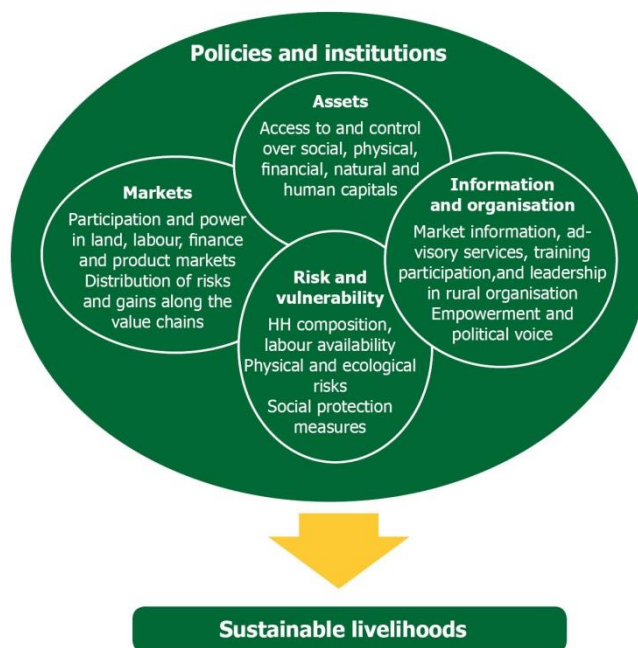 Policies and institutions
Assets
Access to and control
over social, physical,
financial, natural and
human capitals
Markets
Participation and power
in land, labour, finance
and product markets
Distribution of risks
and gains along the
value chains
Information
and organisation
Market information, ad-
visory services, training
participation,and leadership
in rural organisation
Empowerment and
political voice
Risk and
vulnerability
HH composition,
labour availability
Physical and ecological
risks
Social protection
measures
Sustainable livelihoods